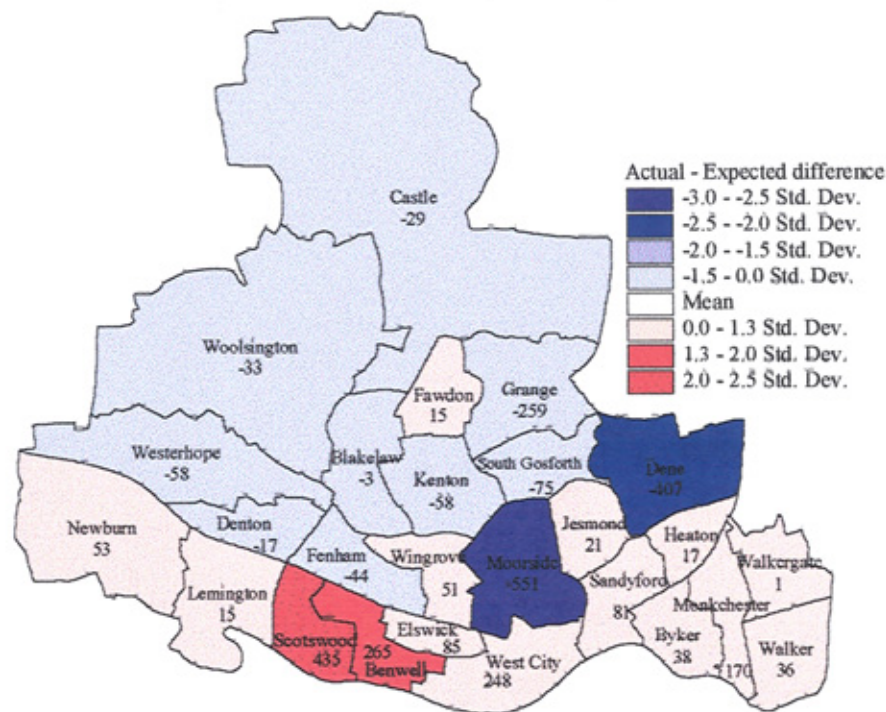 Actual - Expected difference
-3.0 - -2.5 Std. Dev.
-2.5 - -2.0 Std. Dev.
-2.0 - -1.5 Std. Dev.
-1.5 - 0.0 Std. Dev.
Mean
0.0 - 1.3 Std. Dev.
1.3 - 2.0 Std. Dev.
2.0 - 2.5 Std. Dev.
Castle
-29
Woolsington
-33
Fawdon
15
Grange
-259
Westerhope
-58
Blakelaw
-3
Kenton
-58
South Gosforth
-75
Dene
-407
Newburn
53
Denton
-17
Fenham
-44
Wingrove
51
Moorside
-551
Jesmond
21
Heaton
17
Walkergate
1
Lemington
15
Scotswood
435
265
Benwell
Elswick
85
West City
248
Sandyford
81
Monkchester
170
Byker
38
Walker
36